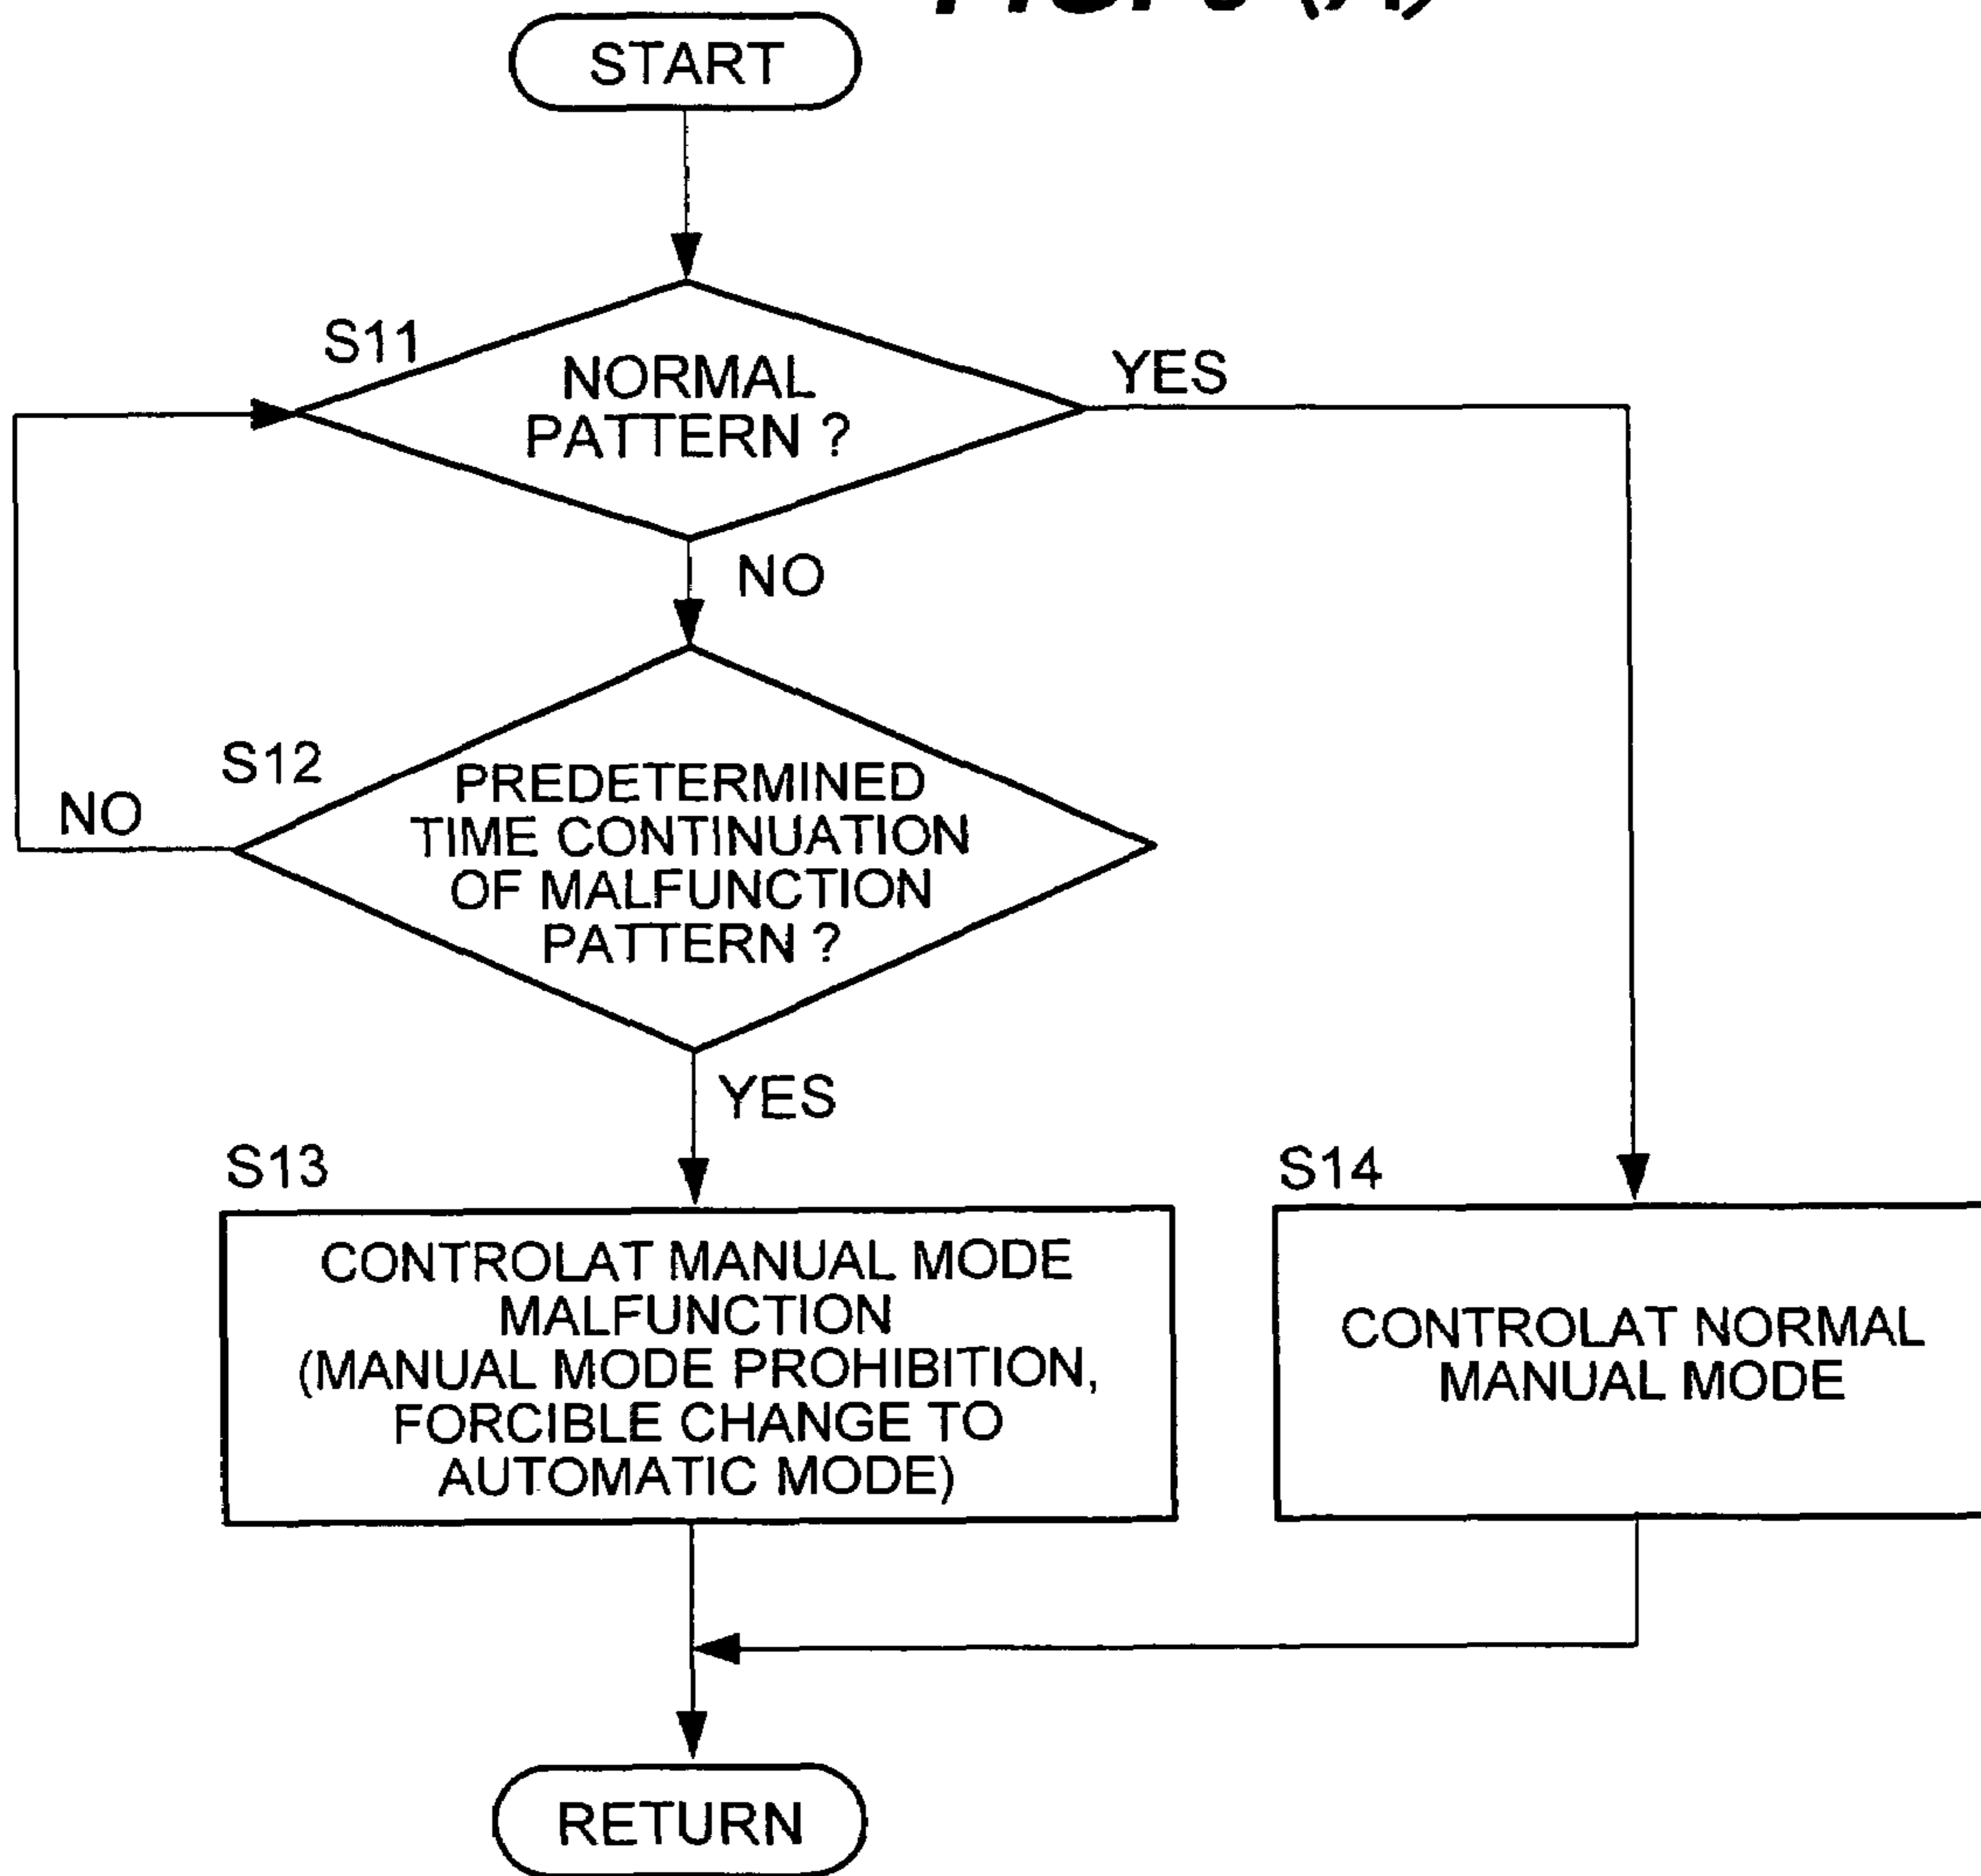 START
S11
NORMAL
PATTERN ?
YES
NO
S12
PREDETERMINED
TIME CONTINUATION
OF MALFUNCTION
PATTERN ?
NO
YES
S13
CONTROLAT MANUAL MODE
MALFUNCTION
(MANUAL MODE PROHIBITION,
FORCIBLE CHANGE TO
AUTOMATIC MODE)
S14
CONTROLAT NORMAL
MANUAL MODE
RETURN